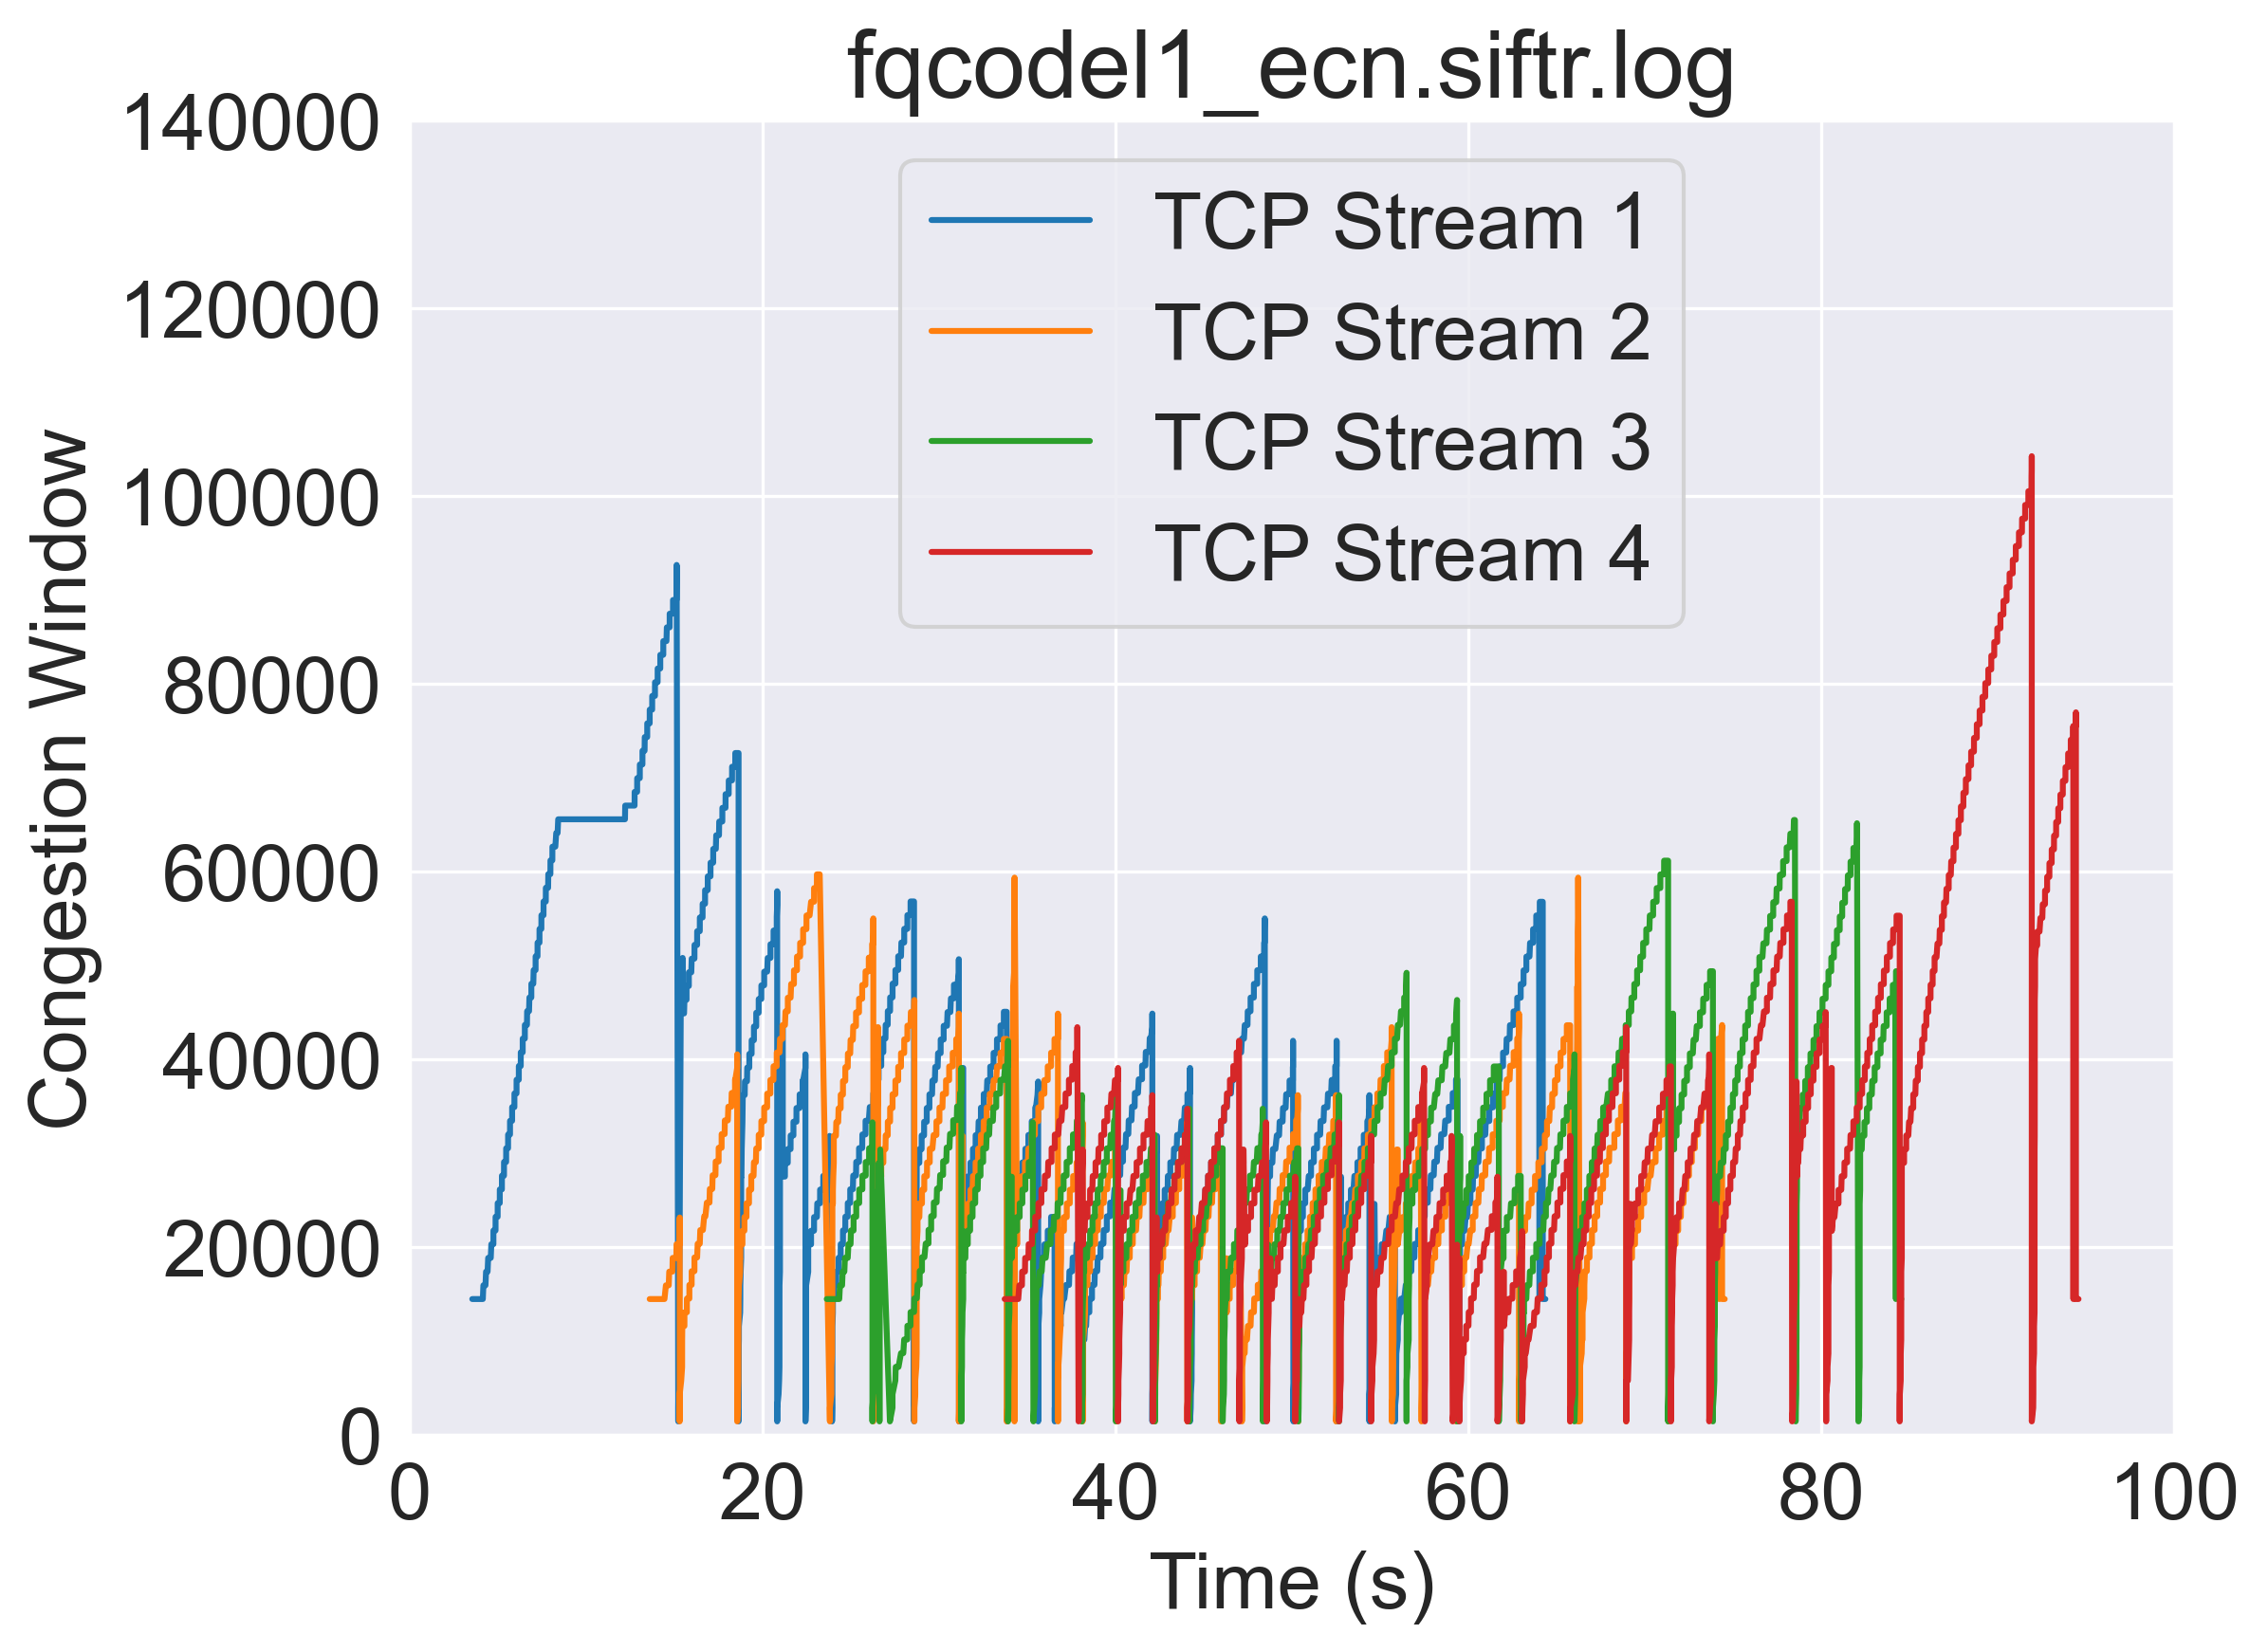 fqcodel1_ecn.siftr.log
140000
120000
100000
80000
60000
40000
20000
0
Congestion Window
TCP Stream 1
TCP Stream 2
TCP Stream 3
TCP Stream 4
0 20 40 60 80 100
Time (s)